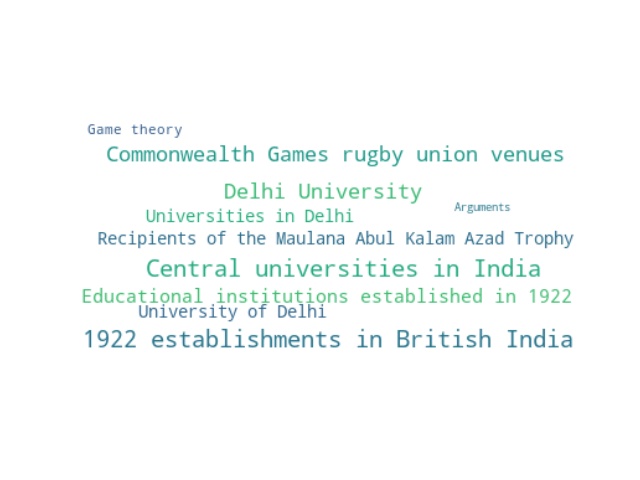 Game theory
Commonwealth Games rugby union venues
Delhi University
Arguments
Universities in Delhi
Recipients of the Maulana Abul Kalam Azad Trophy
Central universities in India
Educational institutions established in 1922
University of Delhi
1922 establishments in British India